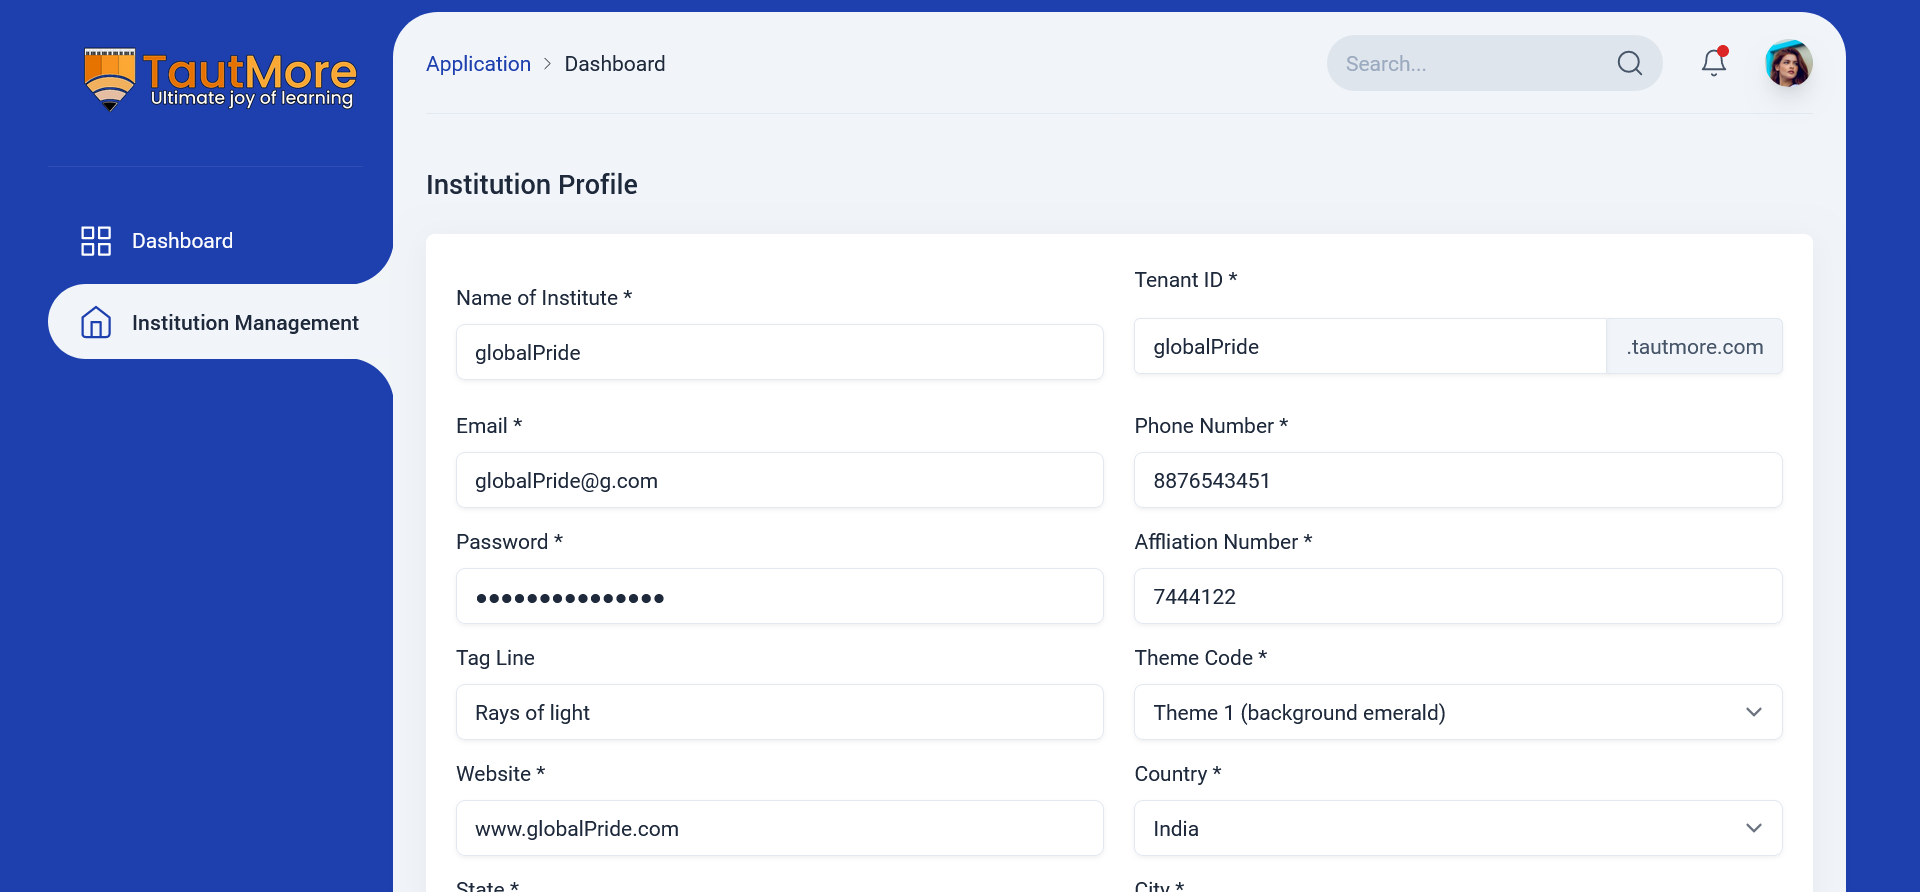 TautMore
Ultimate joy of learning
Application > Dashboard
Search...
Dashboard
Institution Management
Institution Profile
Name of Institute *
globalPride
Tenant ID *
globalPride .tautmore.com
Email *
globalPride@g.com
Phone Number *
8876543451
Password *
●●●●●●●●●●●●●●●
Affliation Number *
7444122
Tag Line
Rays of light
Theme Code *
Theme 1 (background emerald)
Website *
www.globalPride.com
Country *
India
State *
City *